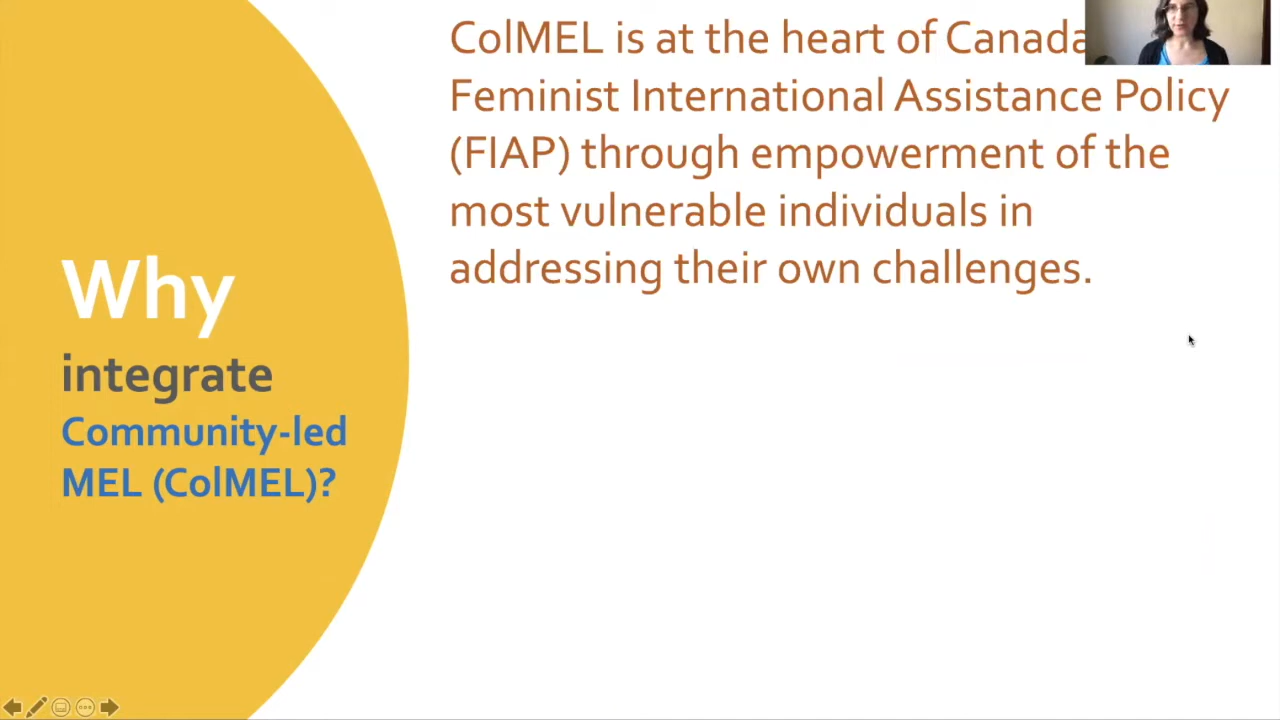 Why
integrate
Community-led
MEL (ColMEL)?
ColMEL is at the heart of Canada
Feminist International Assistance Policy
(FIAP) through empowerment of the
most vulnerable individuals in
addressing their own challenges.